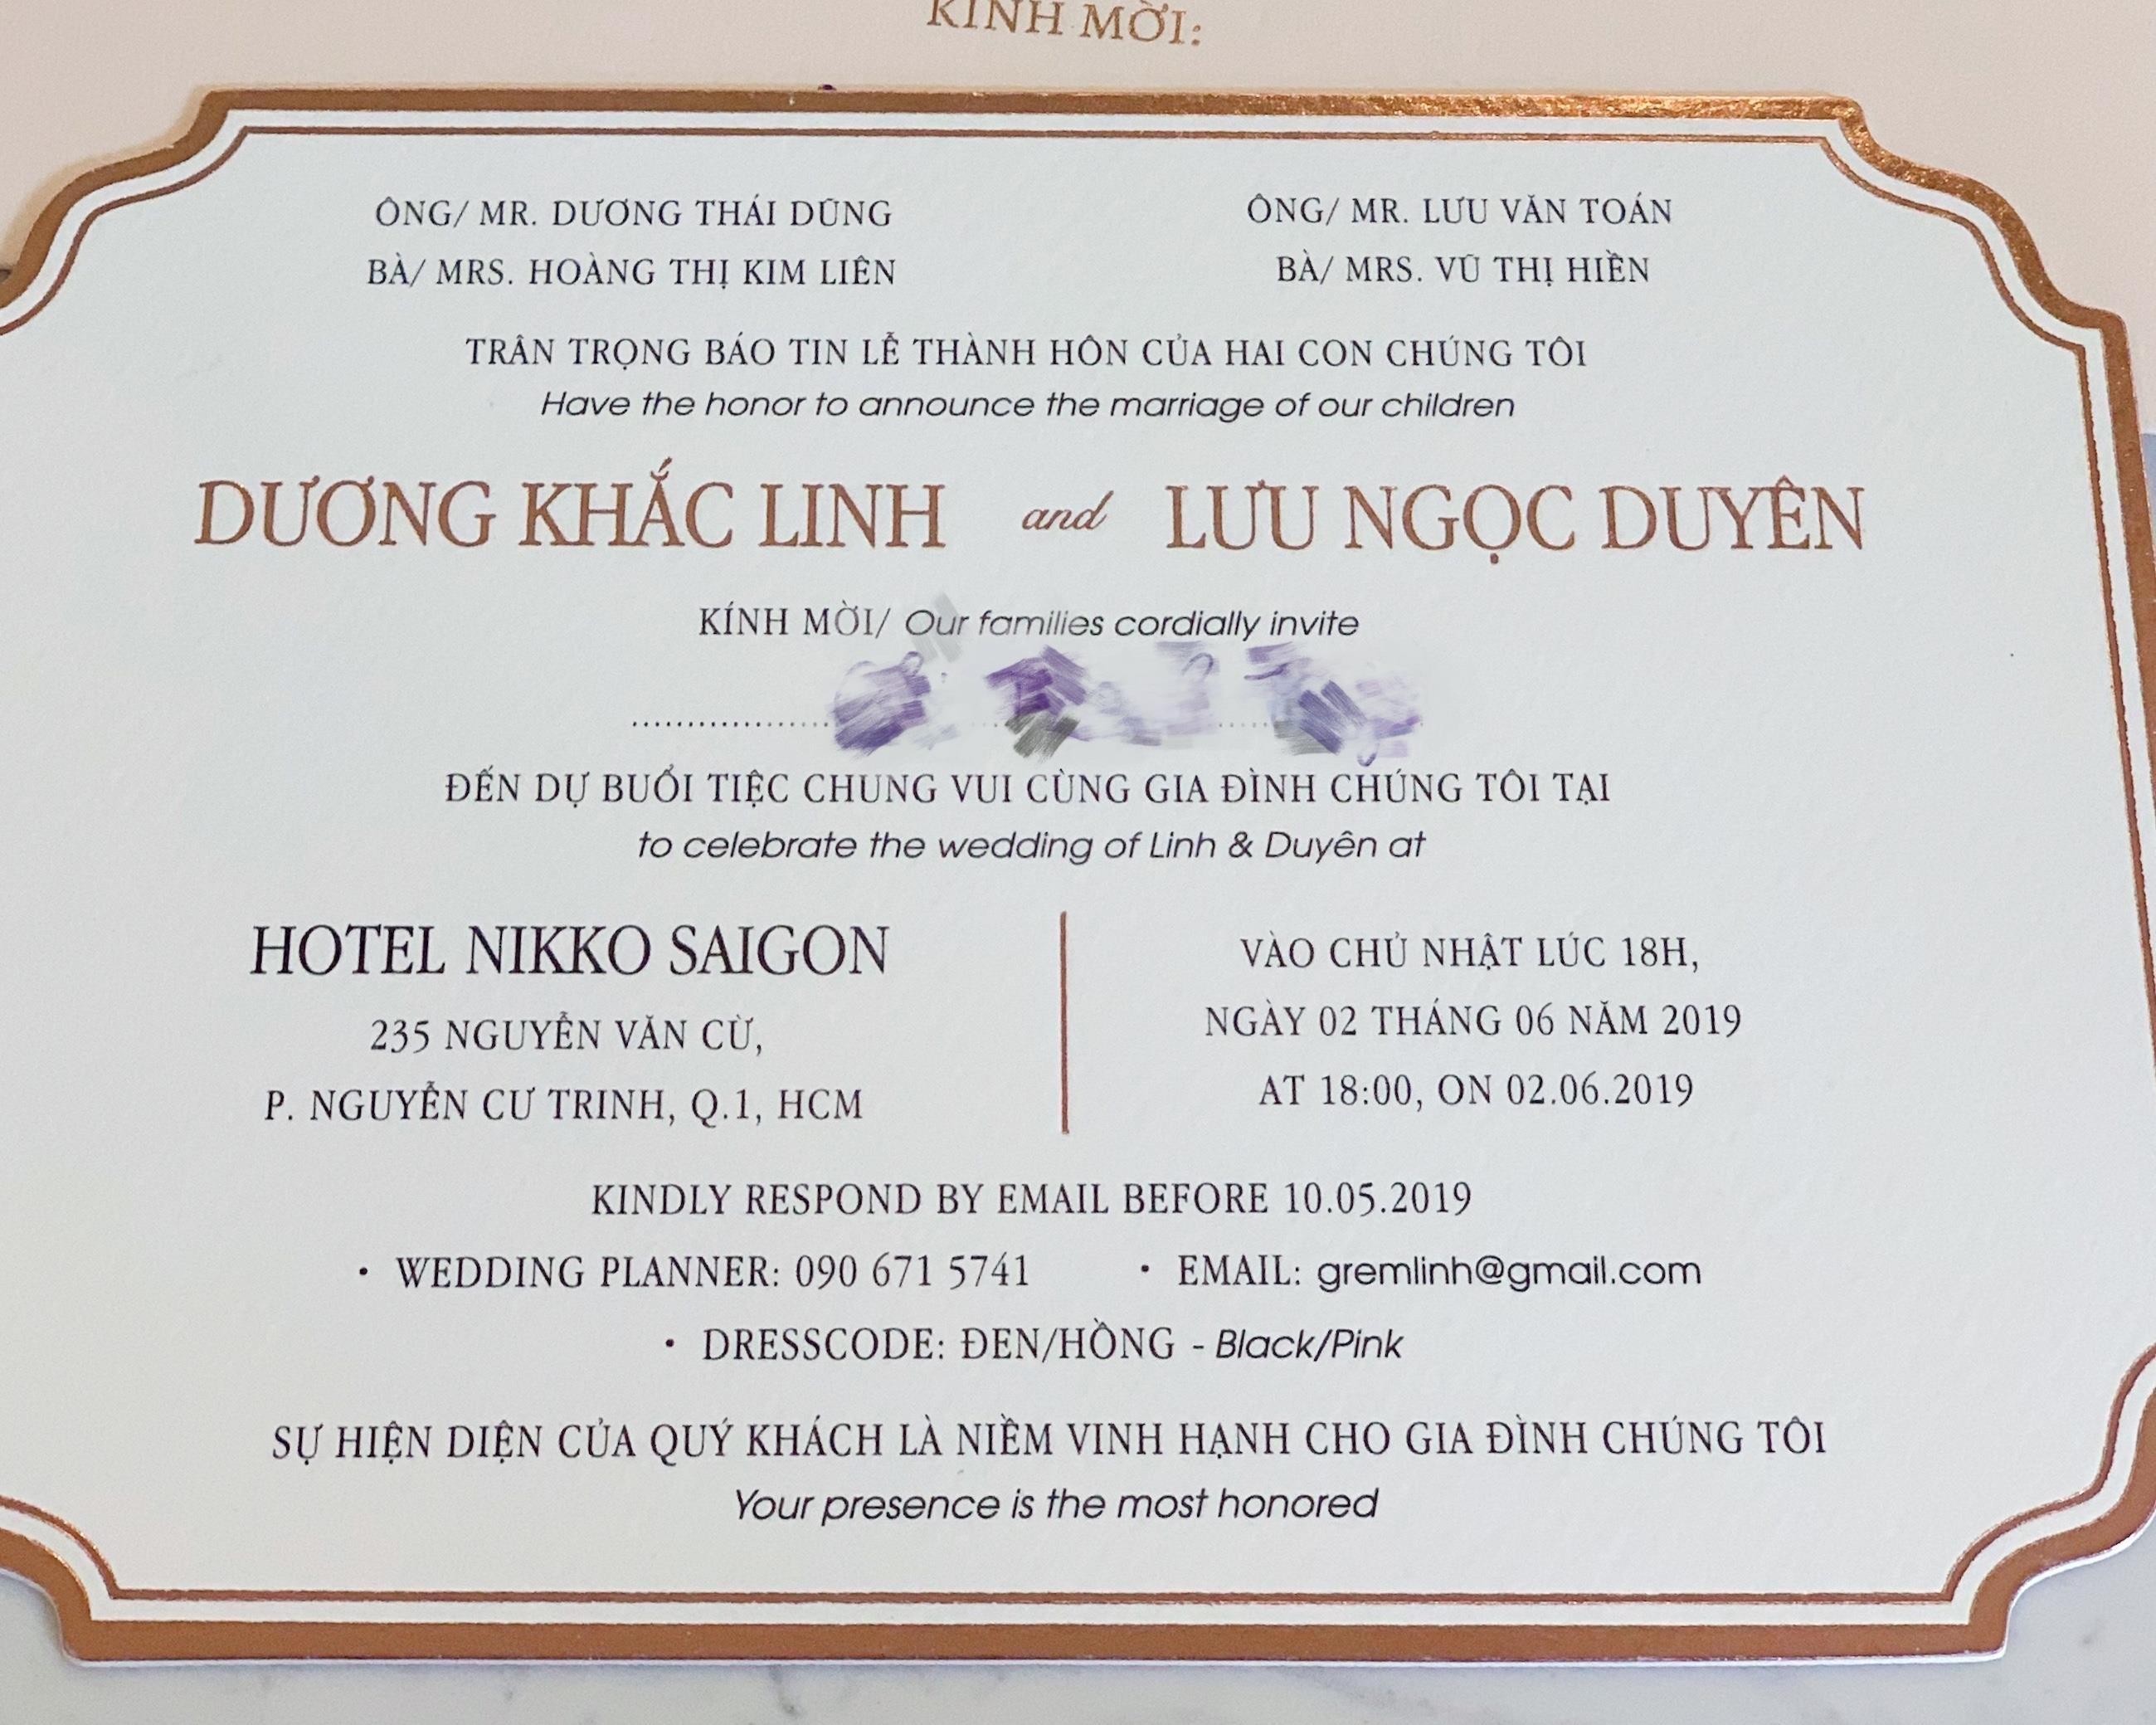 KÍNH MỜI:
ÔNG/ MR. DƯƠNG THÁI DŨNG
BÀ/ MRS. HOÀNG THỊ KIM LIÊN
ÔNG/ MR. LƯU VĂN TOÁN
BÀ/ MRS. VŨ THỊ HIỀN
TRÂN TRỌNG BÁO TIN LỄ THÀNH HÔN CỦA HAI CON CHÚNG TÔI
Have the honor to announce the marriage of our children
DƯƠNG KHẮC LINH and LƯU NGỌC DUYÊN
KÍNH MỜI/ Our families cordially invite
ĐẾN DỰ BUỔI TIỆC CHUNG VUI CÙNG GIA ĐÌNH CHÚNG TÔI TẠI
to celebrate the wedding of Linh & Duyên at
HOTEL NIKKO SAIGON
235 NGUYỄN VĂN CỪ,
P. NGUYỄN CƯ TRINH, Q.1, HCM
VÀO CHỦ NHẬT LÚC 18H,
NGÀY 02 THÁNG 06 NĂM 2019
AT 18:00, ON 02.06.2019
KINDLY RESPOND BY EMAIL BEFORE 10.05.2019
• WEDDING PLANNER: 090 671 5741 • EMAIL: gremlinh@gmail.com
• DRESSCODE: ĐEN/HỒNG - Black/Pink
SỰ HIỆN DIỆN CỦA QUÝ KHÁCH LÀ NIỀM VINH HẠNH CHO GIA ĐÌNH CHÚNG TÔI
Your presence is the most honored